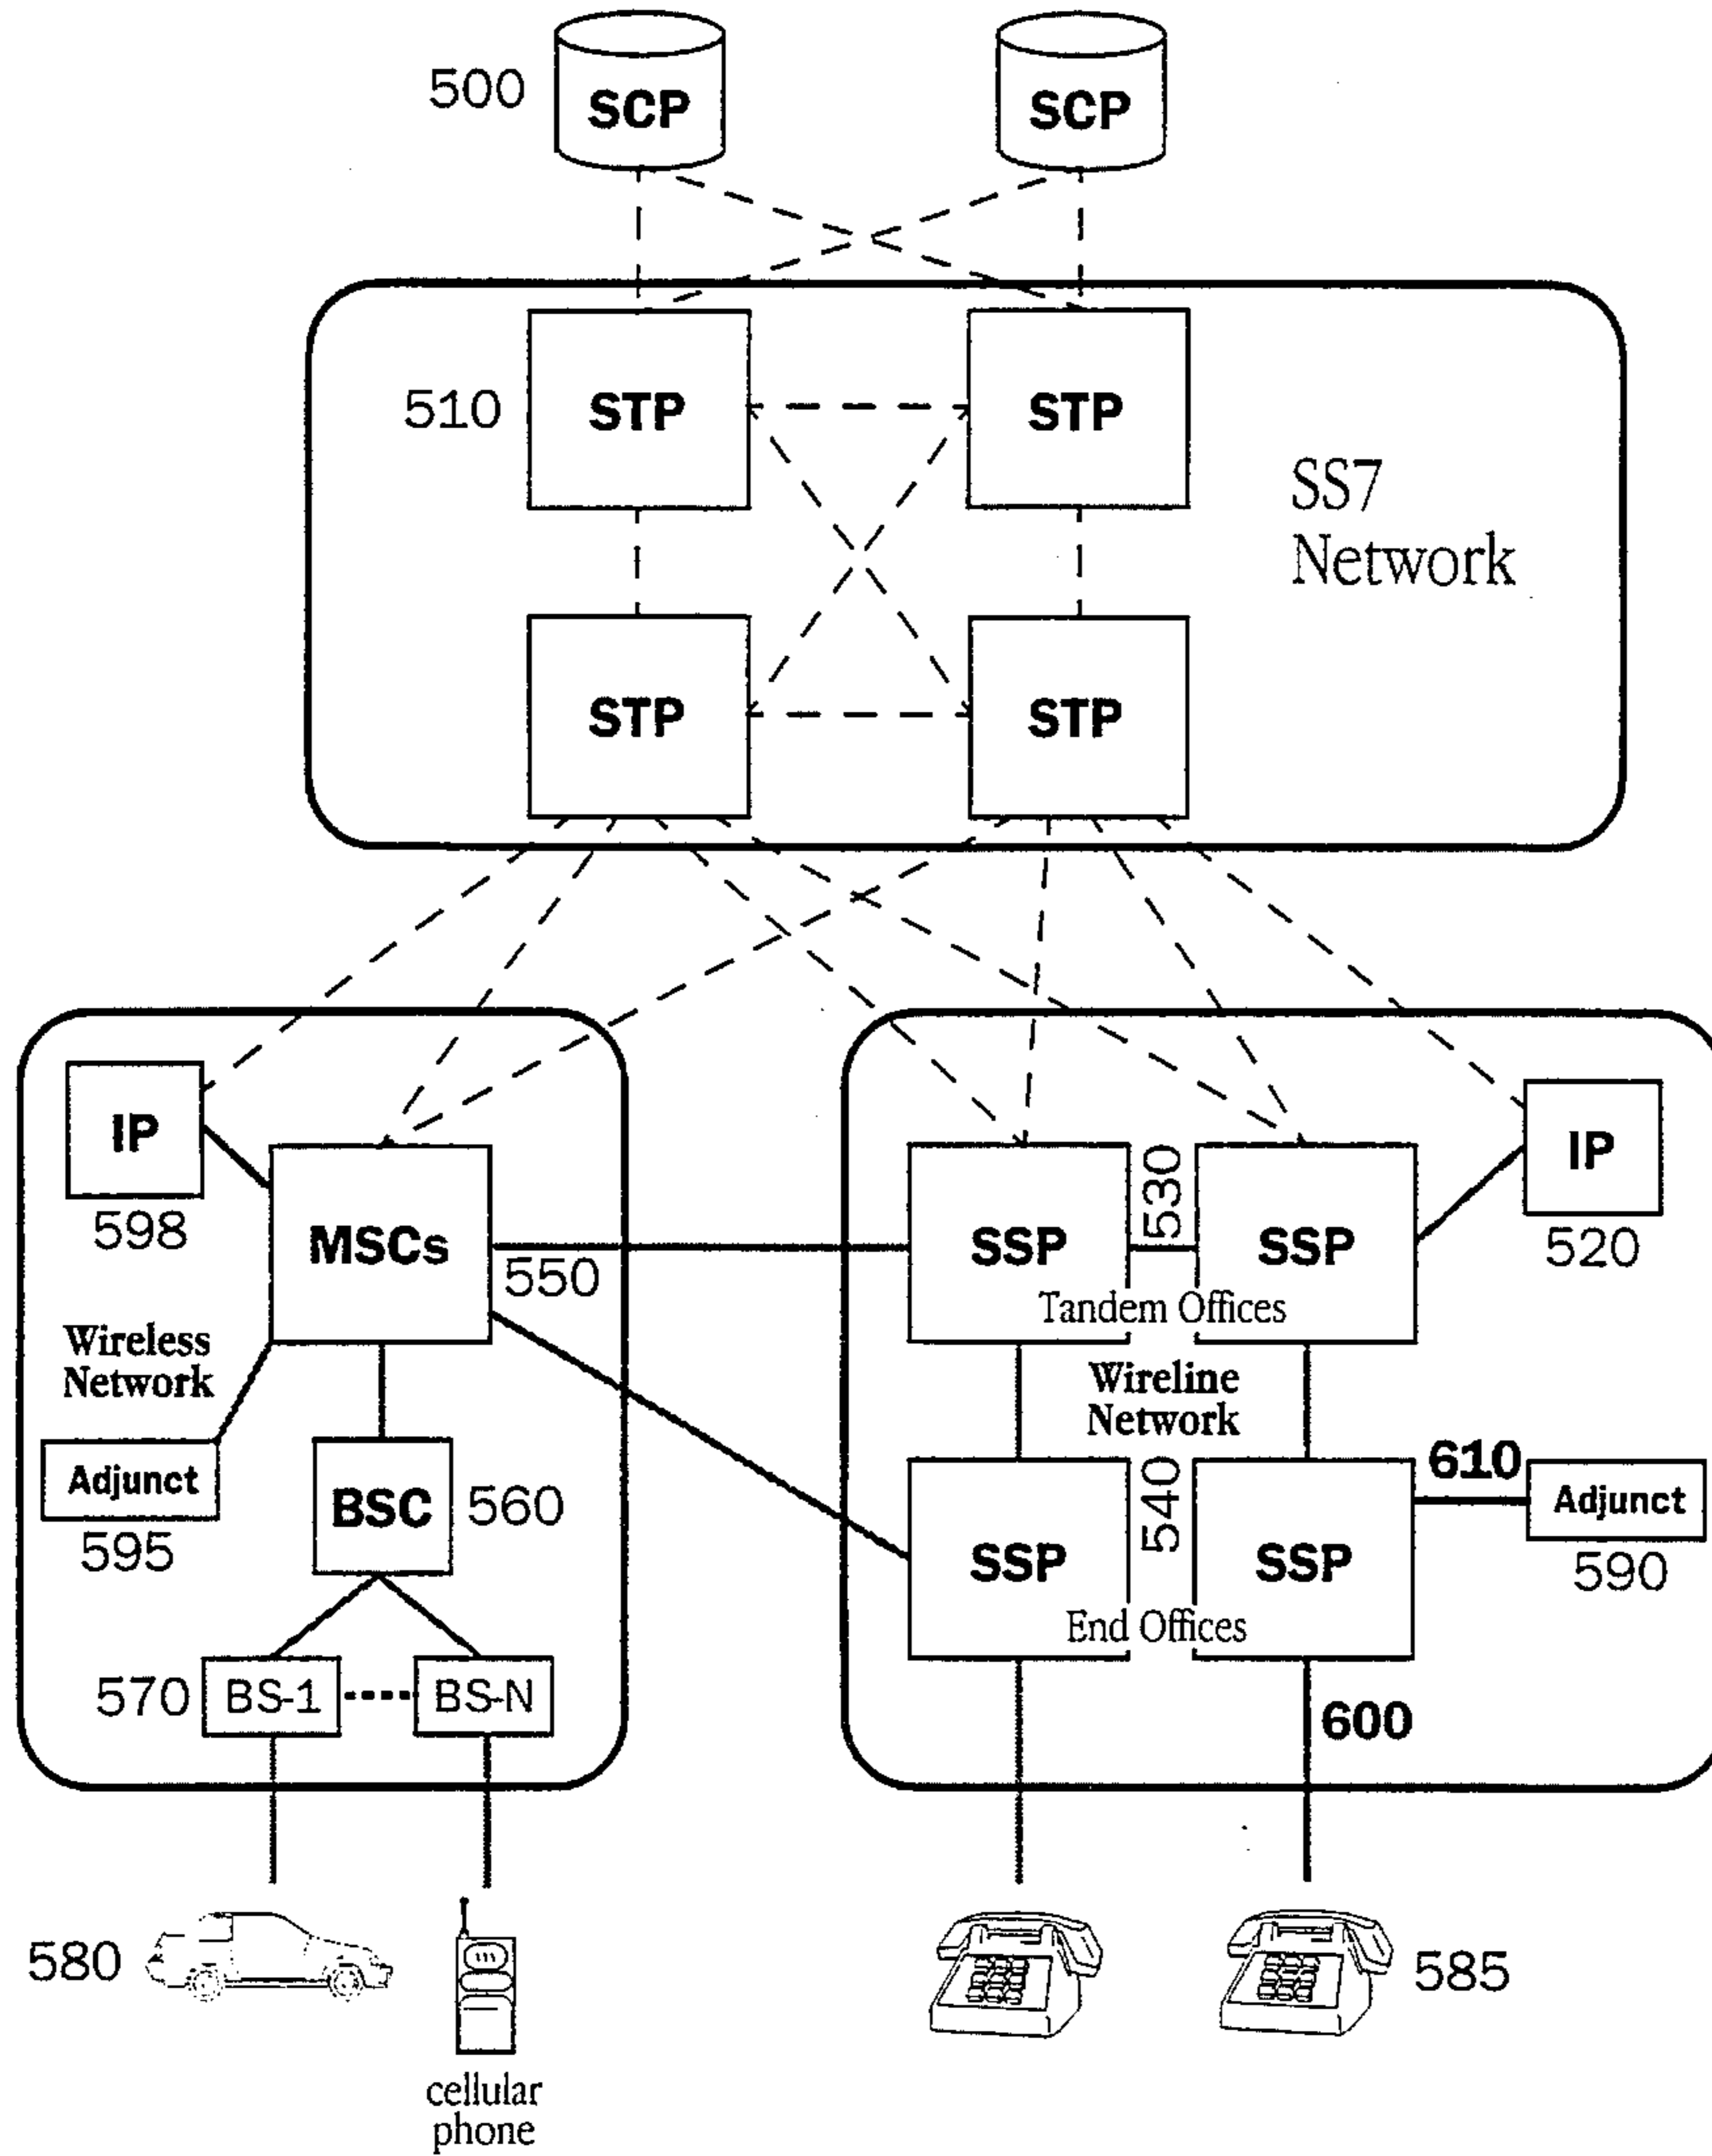 500
SCP
SCP
510
STP
STP
SS7
Network
STP
STP
IP
598
MSCs
550
Wireless
Network
Adjunct
595
BSC
560
570
BS-1
BS-N
580
cellular
phone
SSP
530
SSP
Tandem Offices
IP
520
Wireline
Network
SSP
540
SSP
End Offices
610
Adjunct
590
600
585